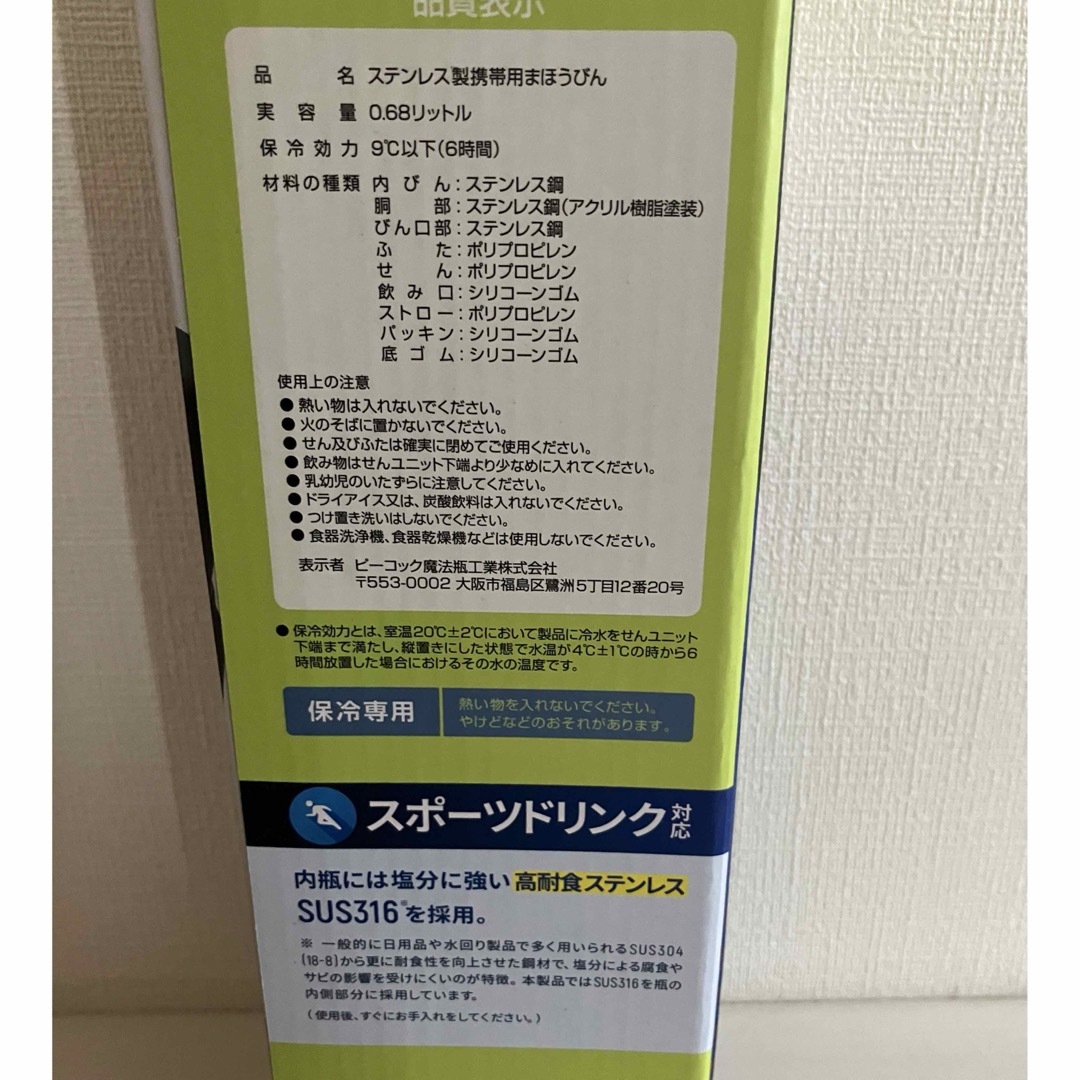 品質表示
品名 ステンレス製携帯用まほうびん
実容量 0.68リットル
保冷効力 9℃以下(6時間)
材料の種類 内びん:ステンレス鋼
胴部:ステンレス鋼(アクリル樹脂塗装)
びん口部:ステンレス鋼
ふた:ポリプロピレン
せん:ポリプロピレン
飲み口:シリコーンゴム
ストロー:ポリプロピレン
パッキン:シリコーンゴム
底ゴム:シリコーンゴム
使用上の注意
●熱い物は入れないでください。
●火のそばに置かないでください。
●せん及びふたは確実に閉めてご使用ください。
●飲み物はせんユニット下端より少なめに入れてください。
●乳幼児のいたずらに注意してください。
●ドライアイス又は、炭酸飲料は入れないでください。
●つけ置き洗いはしないでください。
●食器洗浄機、食器乾燥機などは使用しないでください。
表示者 ピーコック魔法瓶工業株式会社
〒553-0002 大阪市福島区鷺洲5丁目12番20号
●保冷効力とは、室温20℃±2℃において製品に冷水をせんユニット
下端まで満たし、縦置きにした状態で水温が4℃±1℃の時から6
時間放置した場合におけるその水の温度です。
保冷専用
熱い物を入れないでください。
やけどなどのおそれがあります。
スポーツドリンク対応
内瓶には塩分に強い 高耐食ステンレス
SUS316※を採用。
※ 一般的に日用品や水回り製品で多く用いられるSUS304
(18-8)から更に耐食性を向上させた鋼材で、塩分による腐食や
サビの影響を受けにくいのが特徴。本製品ではSUS316を瓶の
内側部分に採用しています。
(使用後、すぐにお手入れをしてください。)